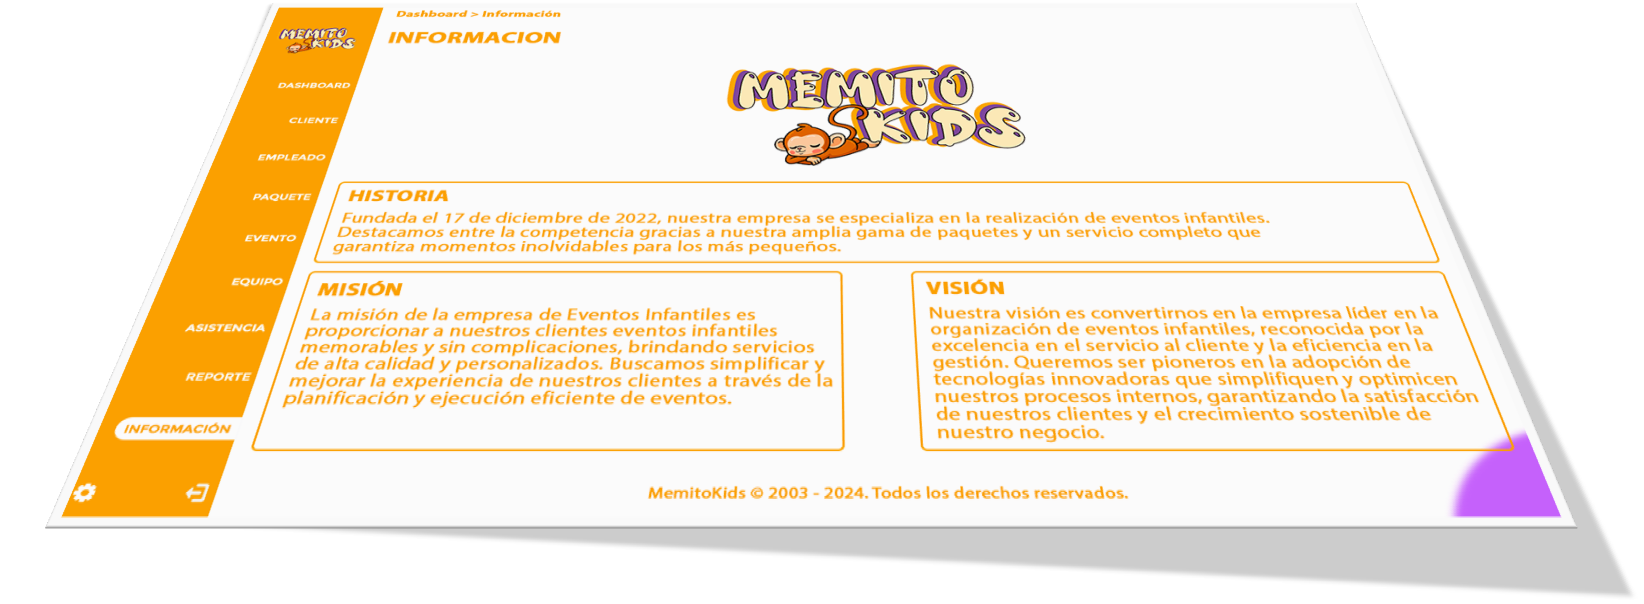 MEMITO
KIDS
DASHBOARD
CLIENTE
EMPLEADO
PAQUETE
EVENTO
EQUIPO
ASISTENCIA
REPORTE
INFORMACIÓN
Dashboard > Información
INFORMACION
MEMITO
KIDS
HISTORIA
Fundada el 17 de diciembre de 2022, nuestra empresa se especializa en la realización de eventos infantiles.
Destacamos entre la competencia gracias a nuestra amplia gama de paquetes y un servicio completo que
garantiza momentos inolvidables para los más pequeños.
MISIÓN
La misión de la empresa de Eventos Infantiles es
proporcionar a nuestros clientes eventos infantiles
memorables y sin complicaciones, brindando servicios
de alta calidad y personalizados. Buscamos simplificar y
mejorar la experiencia de nuestros clientes a través de la
planificación y ejecución eficiente de eventos.
VISIÓN
Nuestra visión es convertirnos en la empresa líder en la
organización de eventos infantiles, reconocida por la
excelencia en el servicio al cliente y la eficiencia en la
gestión. Queremos ser pioneros en la adopción de
tecnologías innovadoras que simplifiquen y optimicen
nuestros procesos internos, garantizando la satisfacción
de nuestros clientes y el crecimiento sostenible de
nuestro negocio.
MemitoKids © 2003 - 2024. Todos los derechos reservados.